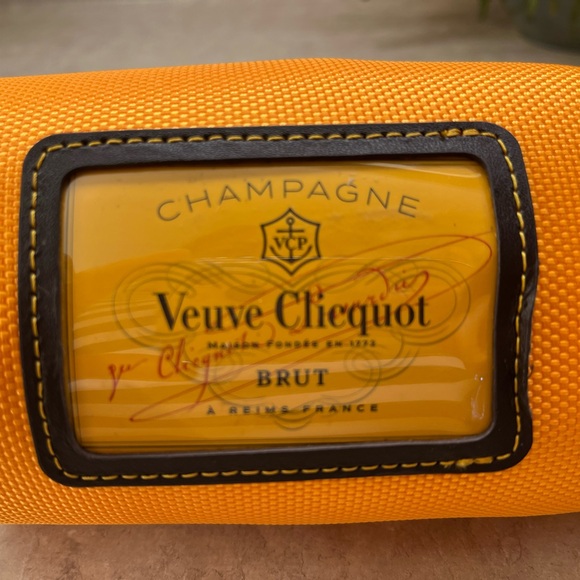 CHAMPAGNE
VCP
Veuve Clicquot
MAISON FONDÉE EN 1772
BRUT
À REIMS FRANCE